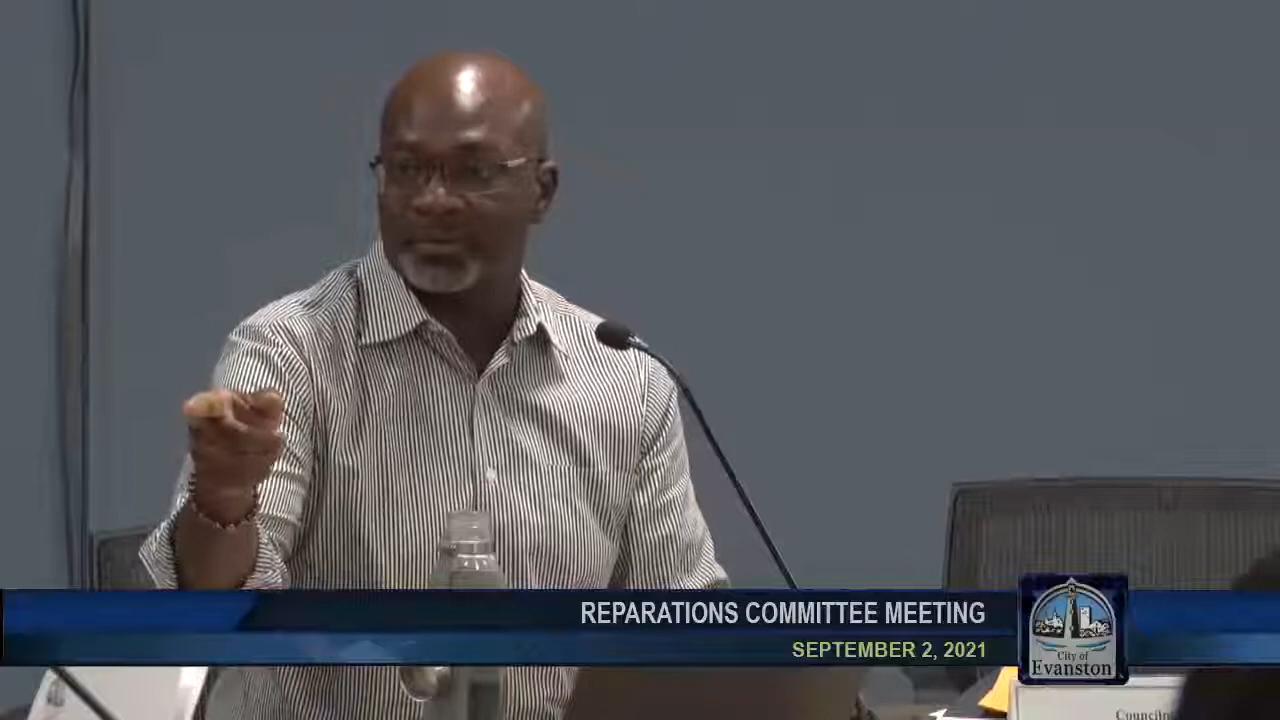 REPARATIONS COMMITTEE MEETING
SEPTEMBER 2, 2021
City of
Evanston